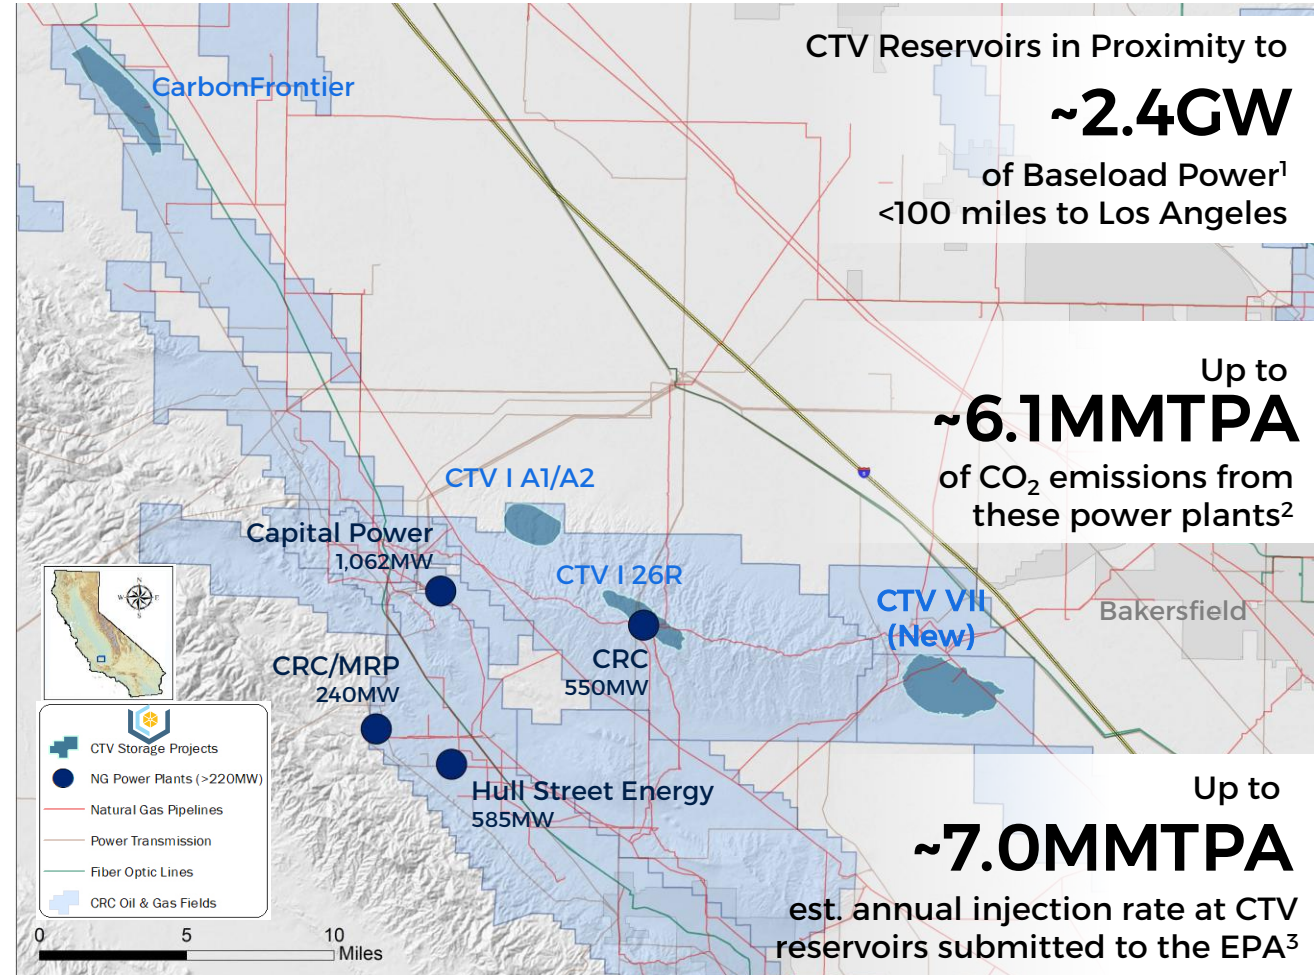 CTV Reservoirs in Proximity to
~2.4GW
of Baseload Power¹
<100 miles to Los Angeles
CarbonFrontier
Up to
~6.1MMTPA
of CO₂ emissions from
these power plants²
CTV I A1/A2
Capital Power
1,062MW
CTV I 26R
CTV VII
(New)
Bakersfield
CRC
550MW
CRC/MRP
240MW
Hull Street Energy
585MW
N
W
E
S
CTV Storage Projects
NG Power Plants (>220MW)
Natural Gas Pipelines
Power Transmission
Fiber Optic Lines
CRC Oil & Gas Fields
0 5 10
Miles
Up to
~7.0MMTPA
est. annual injection rate at CTV
reservoirs submitted to the EPA³